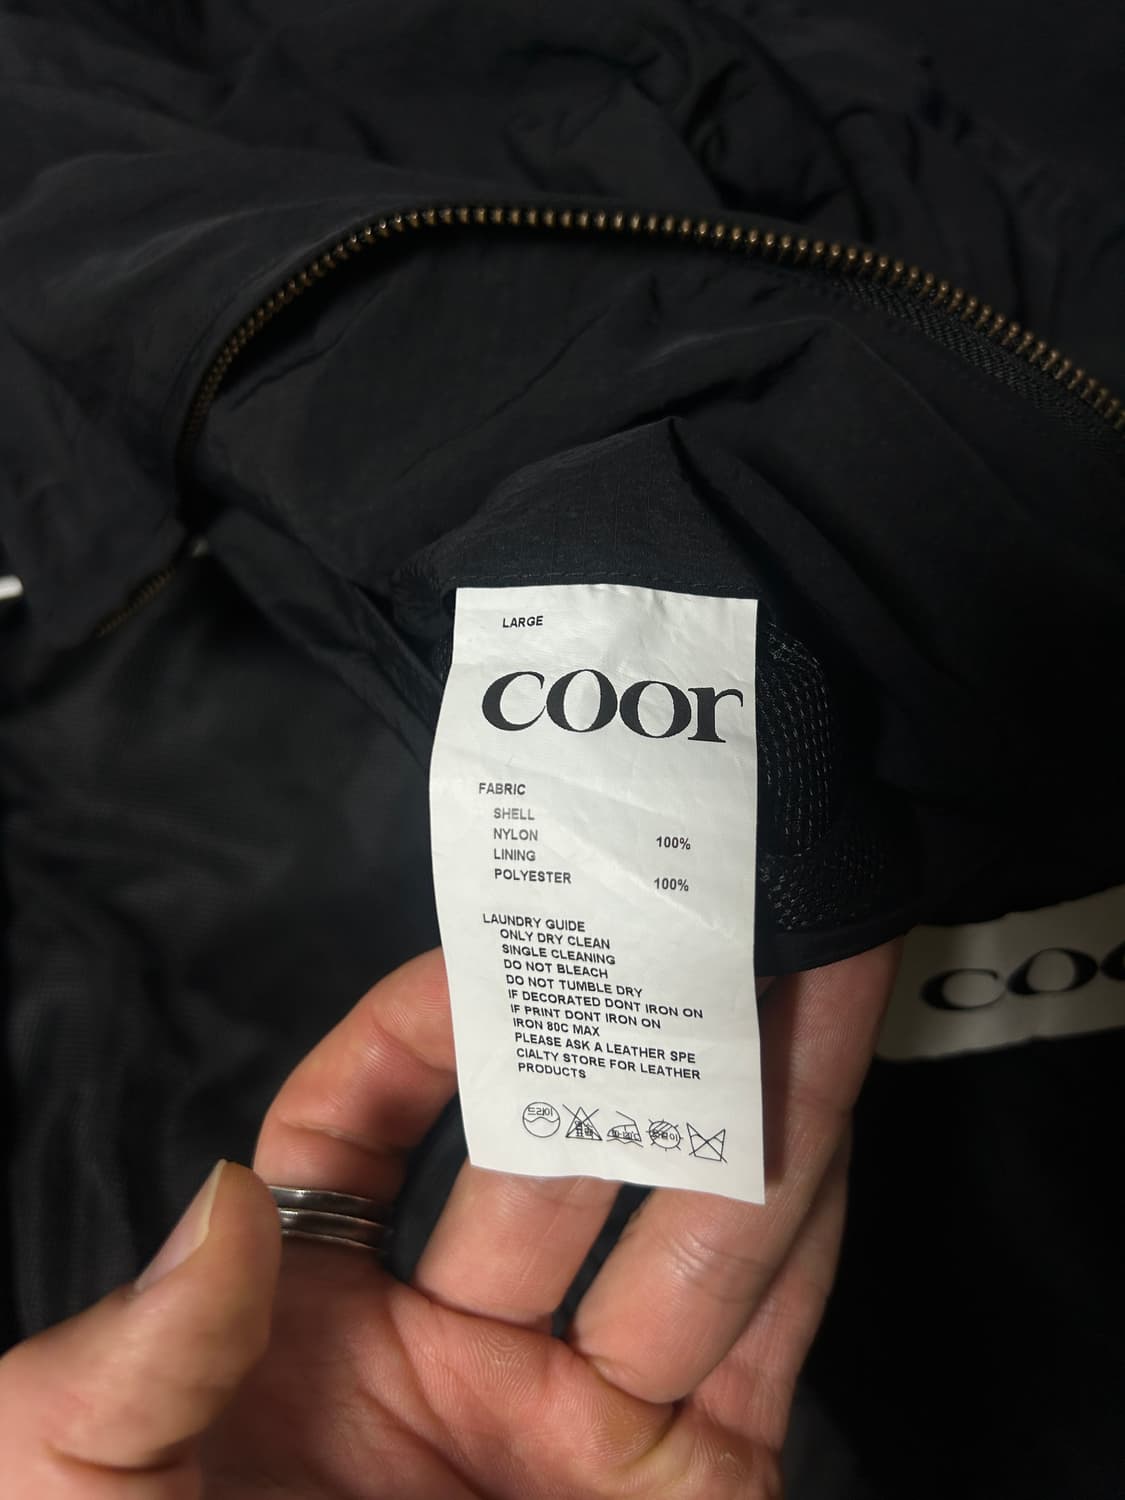 LARGE
coor
FABRIC
SHELL
NYLON 100%
LINING
POLYESTER 100%
LAUNDRY GUIDE
ONLY DRY CLEAN
SINGLE CLEANING
DO NOT BLEACH
DO NOT TUMBLE DRY
IF DECORATED DONT IRON ON
IF PRINT DONT IRON ON
IRON 80C MAX
PLEASE ASK A LEATHER SPE
CIALTY STORE FOR LEATHER
PRODUCTS
드라이
coo